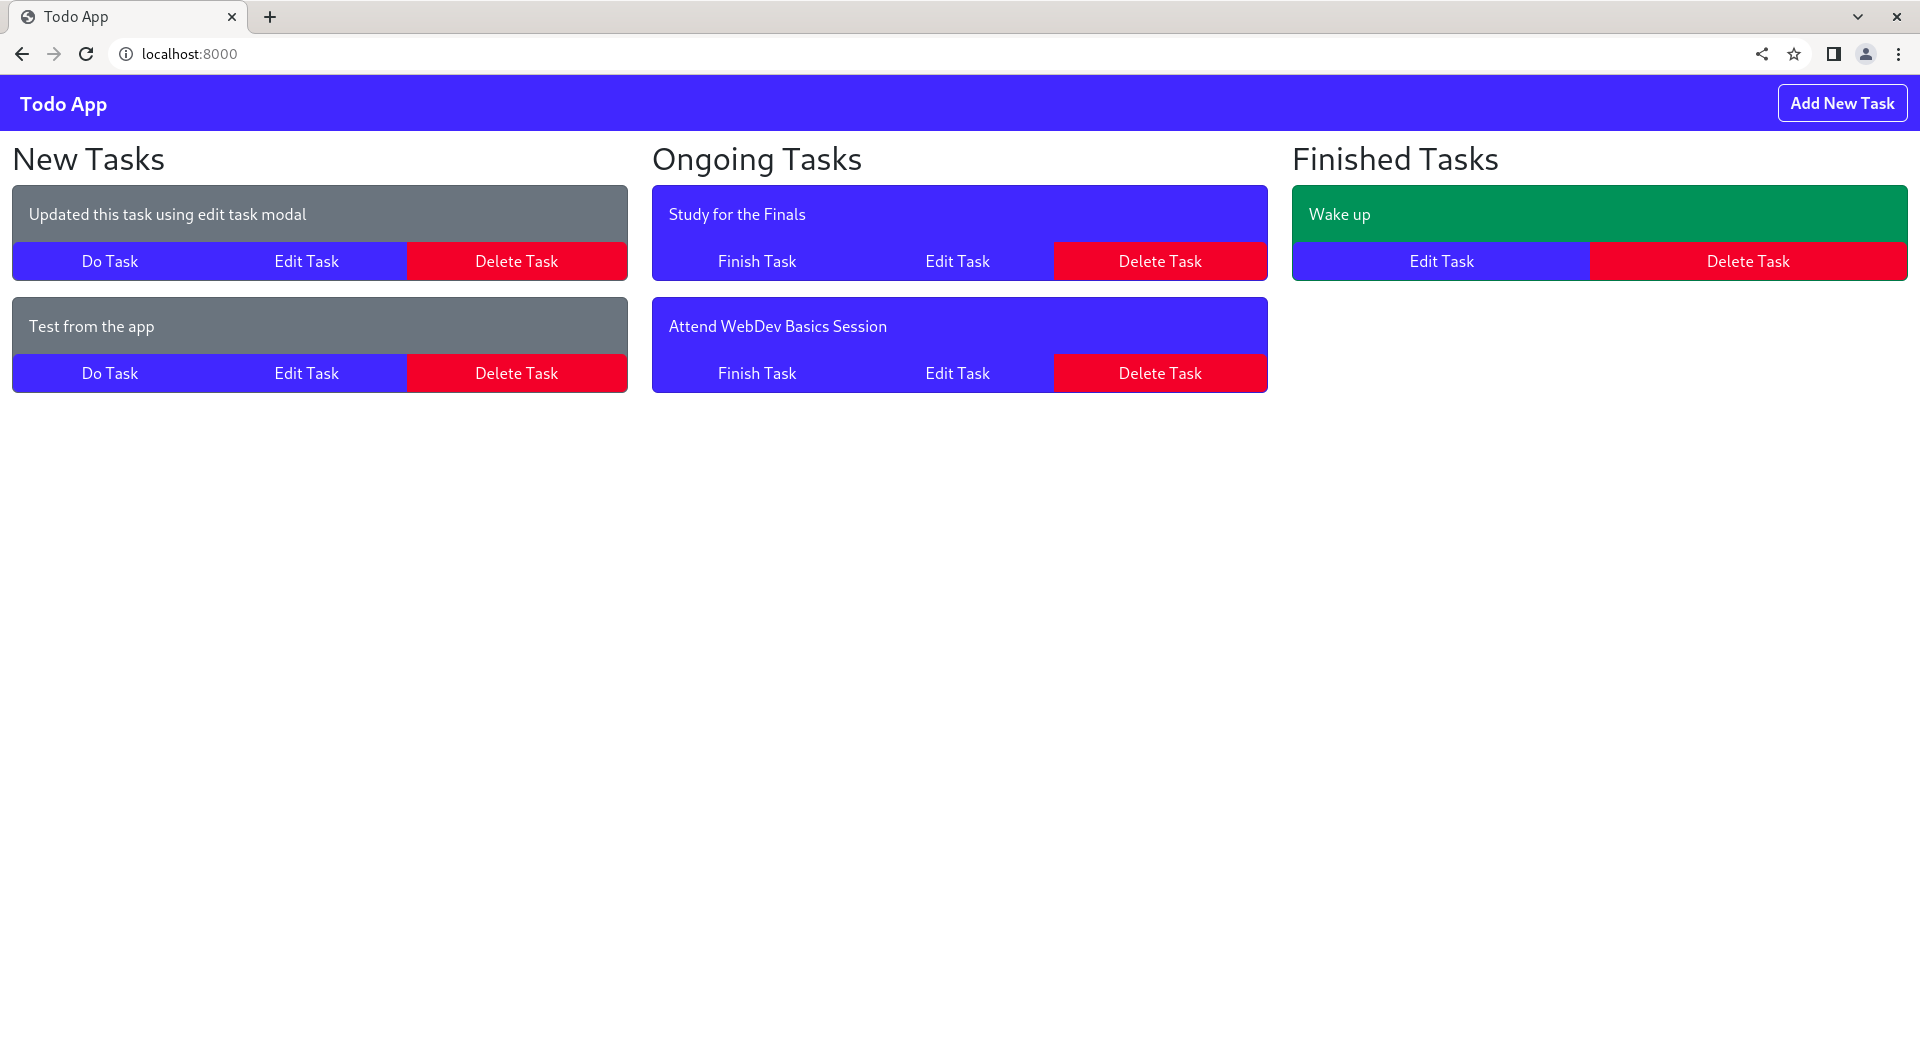 Todo App
localhost:8000
Todo App
Add New Task
New Tasks
Updated this task using edit task modal
Do Task Edit Task Delete Task
Test from the app
Do Task Edit Task Delete Task
Ongoing Tasks
Study for the Finals
Finish Task Edit Task Delete Task
Attend WebDev Basics Session
Finish Task Edit Task Delete Task
Finished Tasks
Wake up
Edit Task Delete Task